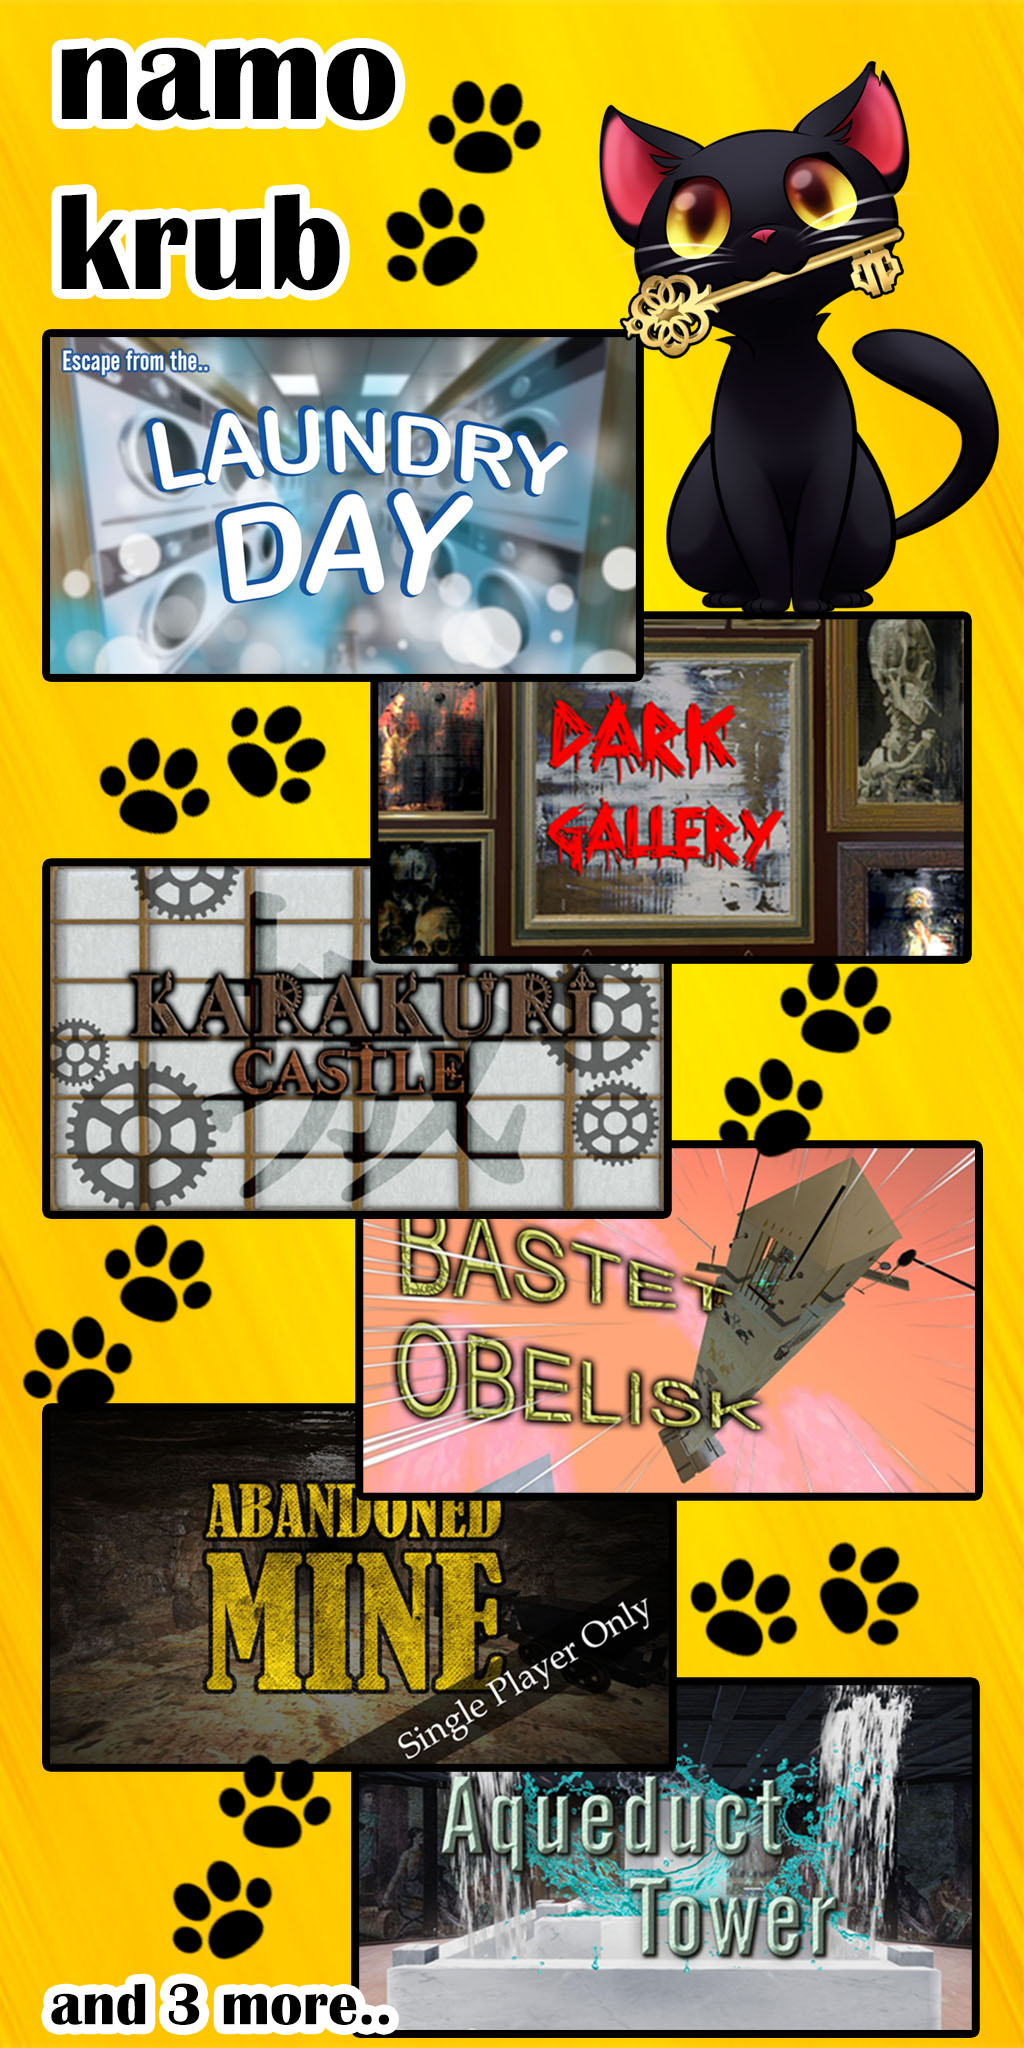 namo
krub
Escape from the..
LAUNDRY
DAY
DARK
GALLERY
城
KARAKURI
CASTLE
BASTET
OBELISK
ABANDONED
MINE
Single Player Only
Aqueduct
Tower
and 3 more..